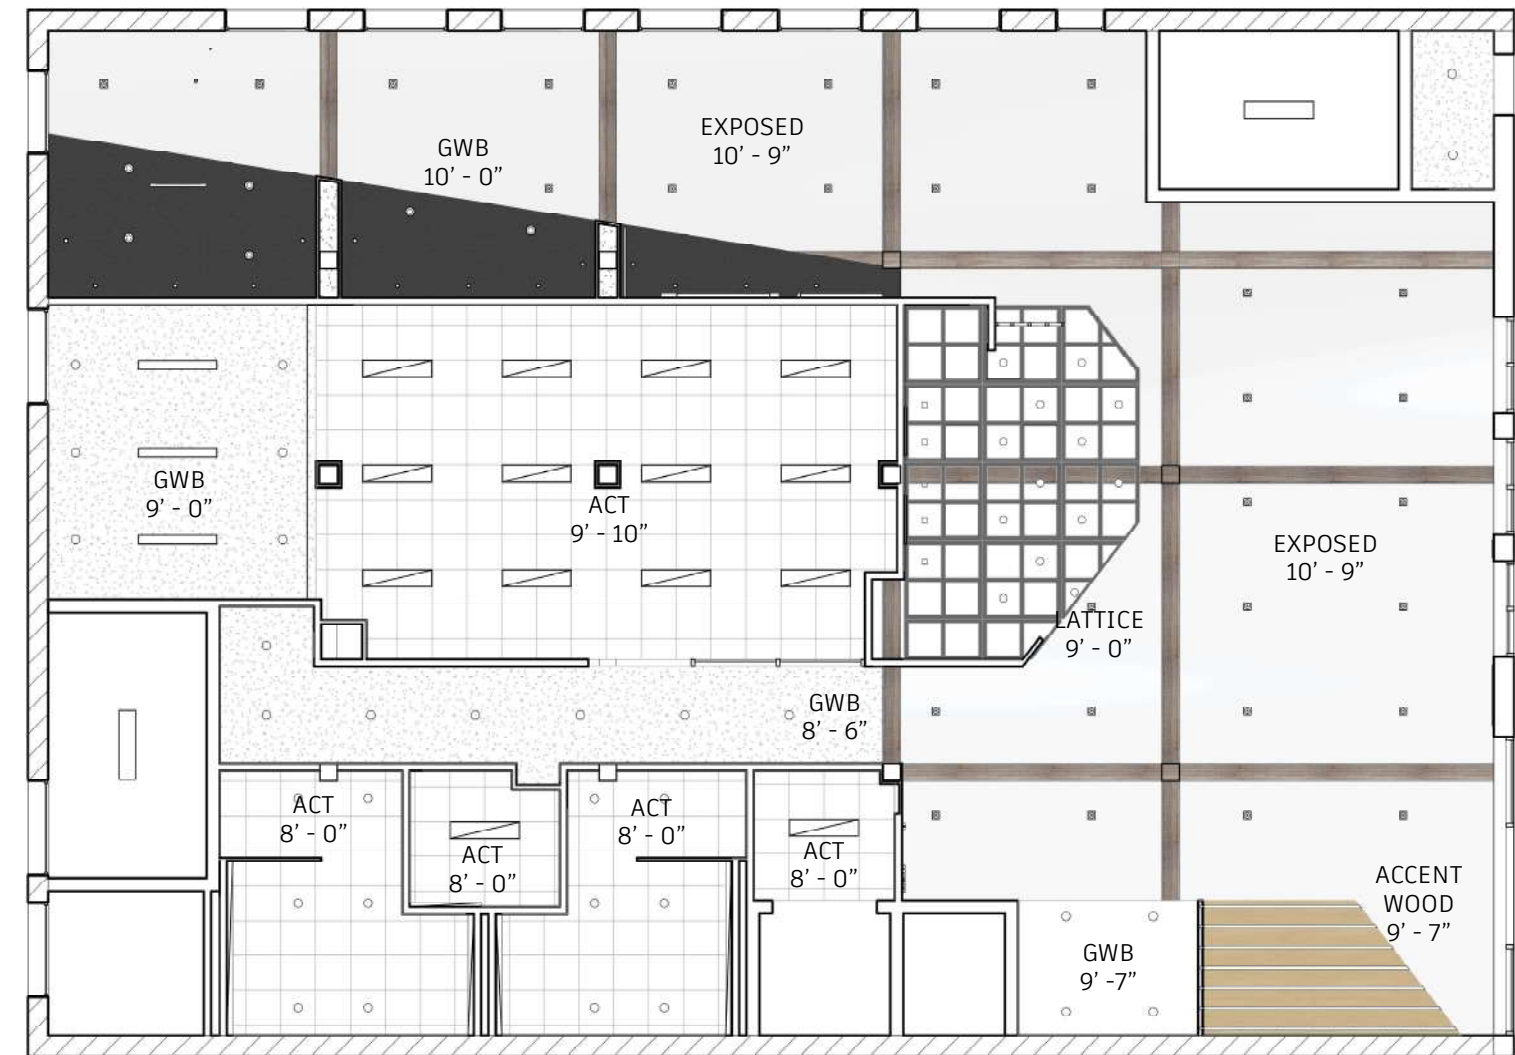 EXPOSED
10’ - 9”
GWB
10’ - 0”
GWB
9’ - 0”
ACT
9’ - 10”
EXPOSED
10’ - 9”
LATTICE
9’ - 0”
GWB
8’ - 6”
ACT
8’ - 0”
ACT
8’ - 0”
ACT
8’ - 0”
ACT
8’ - 0”
ACCENT
WOOD
9’ - 7”
GWB
9’ -7”